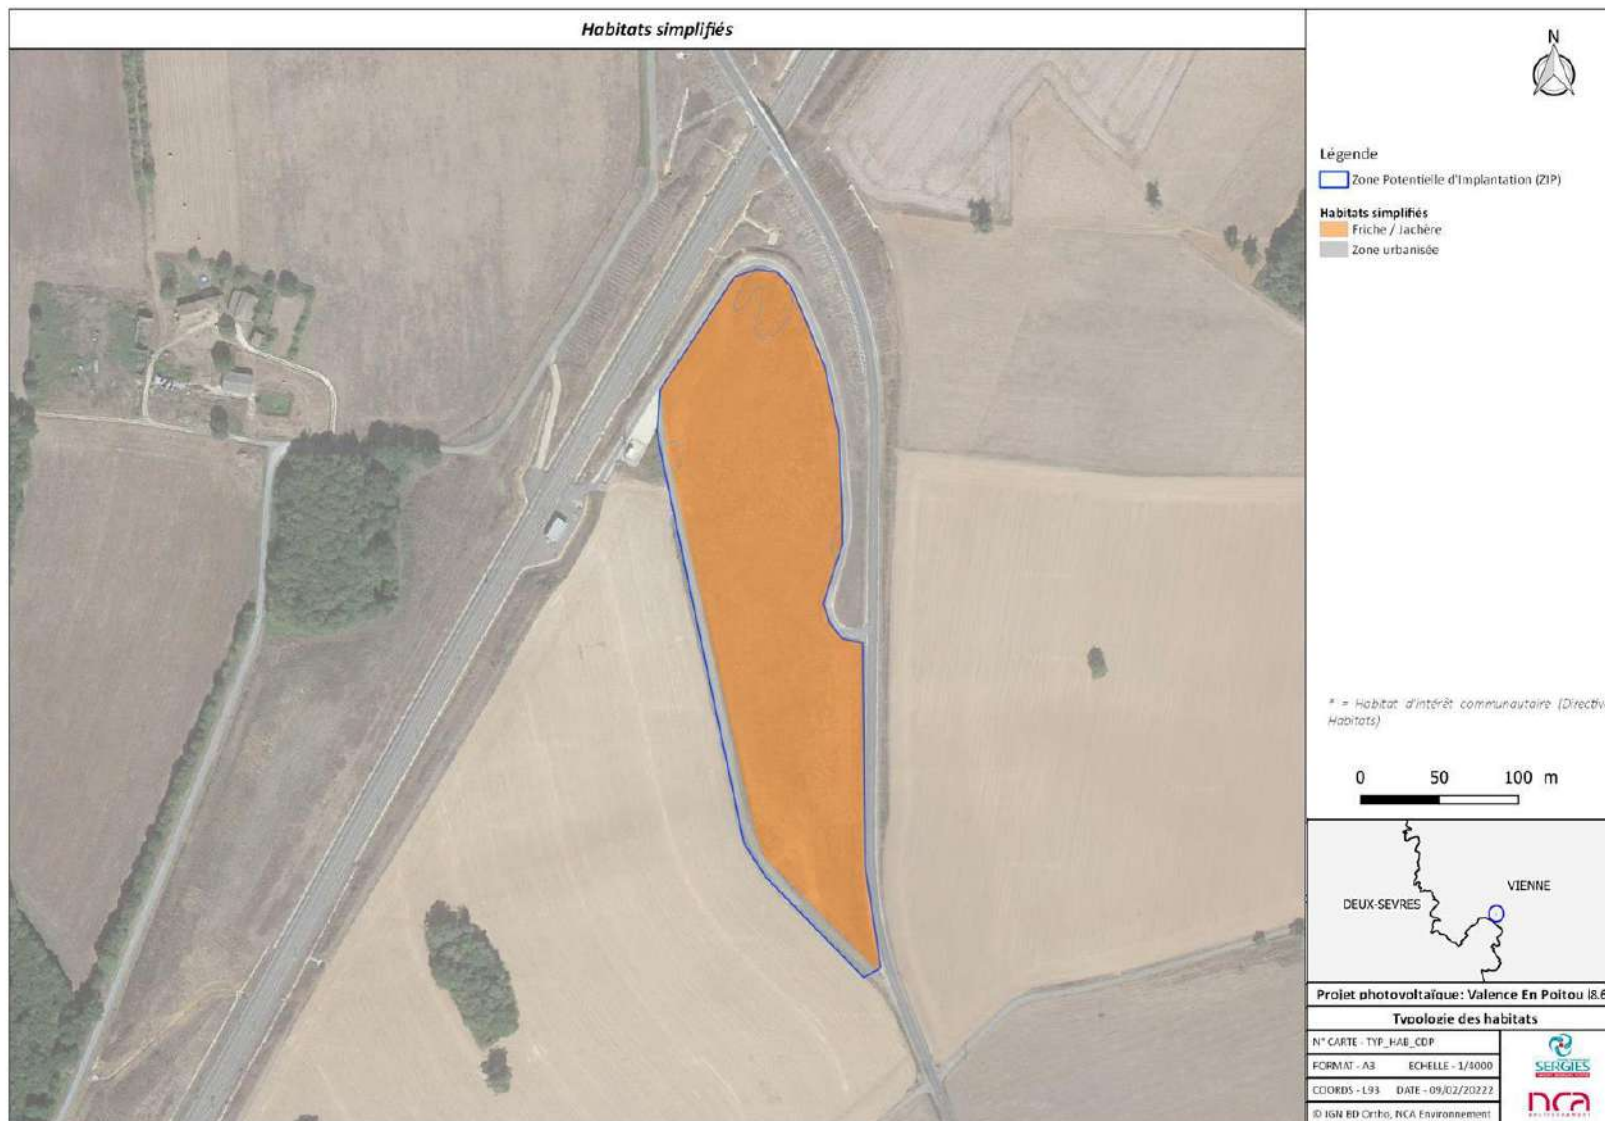 Habitats simplifiés
N
Légende
Zone Potentielle d'Implantation (ZIP)
Habitats simplifiés
Friche / Jachère
Zone urbanisée
* = Habitat d'intérêt communautaire (Directive
Habitats)
0 50 100 m
VIENNE
DEUX-SEVRES
Projet photovoltaïque: Valence En Poitou
Typologie des habitats
N° CARTE - TYP_HAB_CDP
FORMAT - A3 ECHELLE - 1/4000
COORDS - L93 DATE - 09/02/20222
© IGN BD Ortho, NCA Environnement
SERGIES
nca
ENVIRONNEMENT